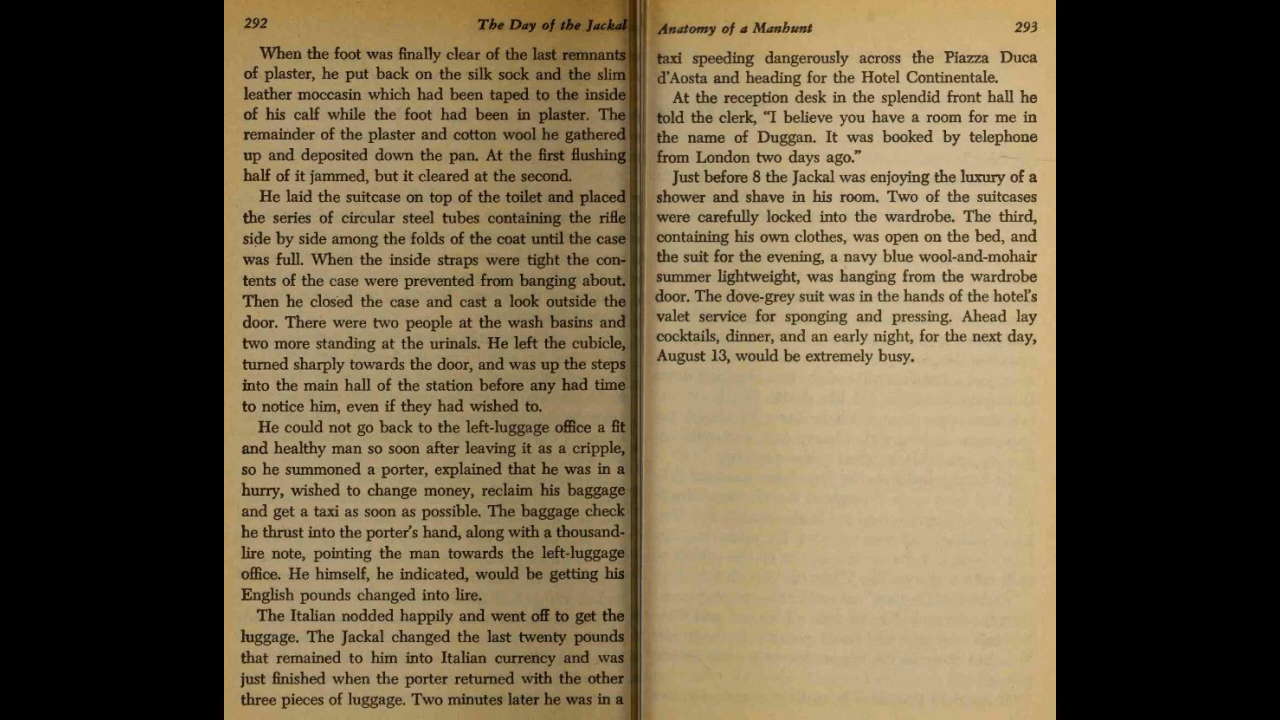 292
The Day of the Jackal
When the foot was finally clear of the last remnants
of plaster, he put back on the silk sock and the slim
leather moccasin which had been taped to the inside
of his calf while the foot had been in plaster. The
remainder of the plaster and cotton wool he gathered
up and deposited down the pan. At the first flushing
half of it jammed, but it cleared at the second.
He laid the suitcase on top of the toilet and placed
the series of circular steel tubes containing the rifle
side by side among the folds of the coat until the case
was full. When the inside straps were tight the con-
tents of the case were prevented from banging about.
Then he closed the case and cast a look outside the
door. There were two people at the wash basins and
two more standing at the urinals. He left the cubicle,
turned sharply towards the door, and was up the steps
into the main hall of the station before any had time
to notice him, even if they had wished to.
He could not go back to the left-luggage office a fit
and healthy man so soon after leaving it as a cripple,
so he summoned a porter, explained that he was in a
hurry, wished to change money, reclaim his baggage
and get a taxi as soon as possible. The baggage check
he thrust into the porter's hand, along with a thousand-
lire note, pointing the man towards the left-luggage
office. He himself, he indicated, would be getting his
English pounds changed into lire.
The Italian nodded happily and went off to get the
luggage. The Jackal changed the last twenty pounds
that remained to him into Italian currency and was
just finished when the porter returned with the other
three pieces of luggage. Two minutes later he was in a
Anatomy of a Manhunt
293
taxi speeding dangerously across the Piazza Duca
d'Aosta and heading for the Hotel Continentale.
At the reception desk in the splendid front hall he
told the clerk, "I believe you have a room for me in
the name of Duggan. It was booked by telephone
from London two days ago."
Just before 8 the Jackal was enjoying the luxury of a
shower and shave in his room. Two of the suitcases
were carefully locked into the wardrobe. The third,
containing his own clothes, was open on the bed, and
the suit for the evening, a navy blue wool-and-mohair
summer lightweight, was hanging from the wardrobe
door. The dove-grey suit was in the hands of the hotel's
valet service for sponging and pressing. Ahead lay
cocktails, dinner, and an early night, for the next day,
August 13, would be extremely busy.